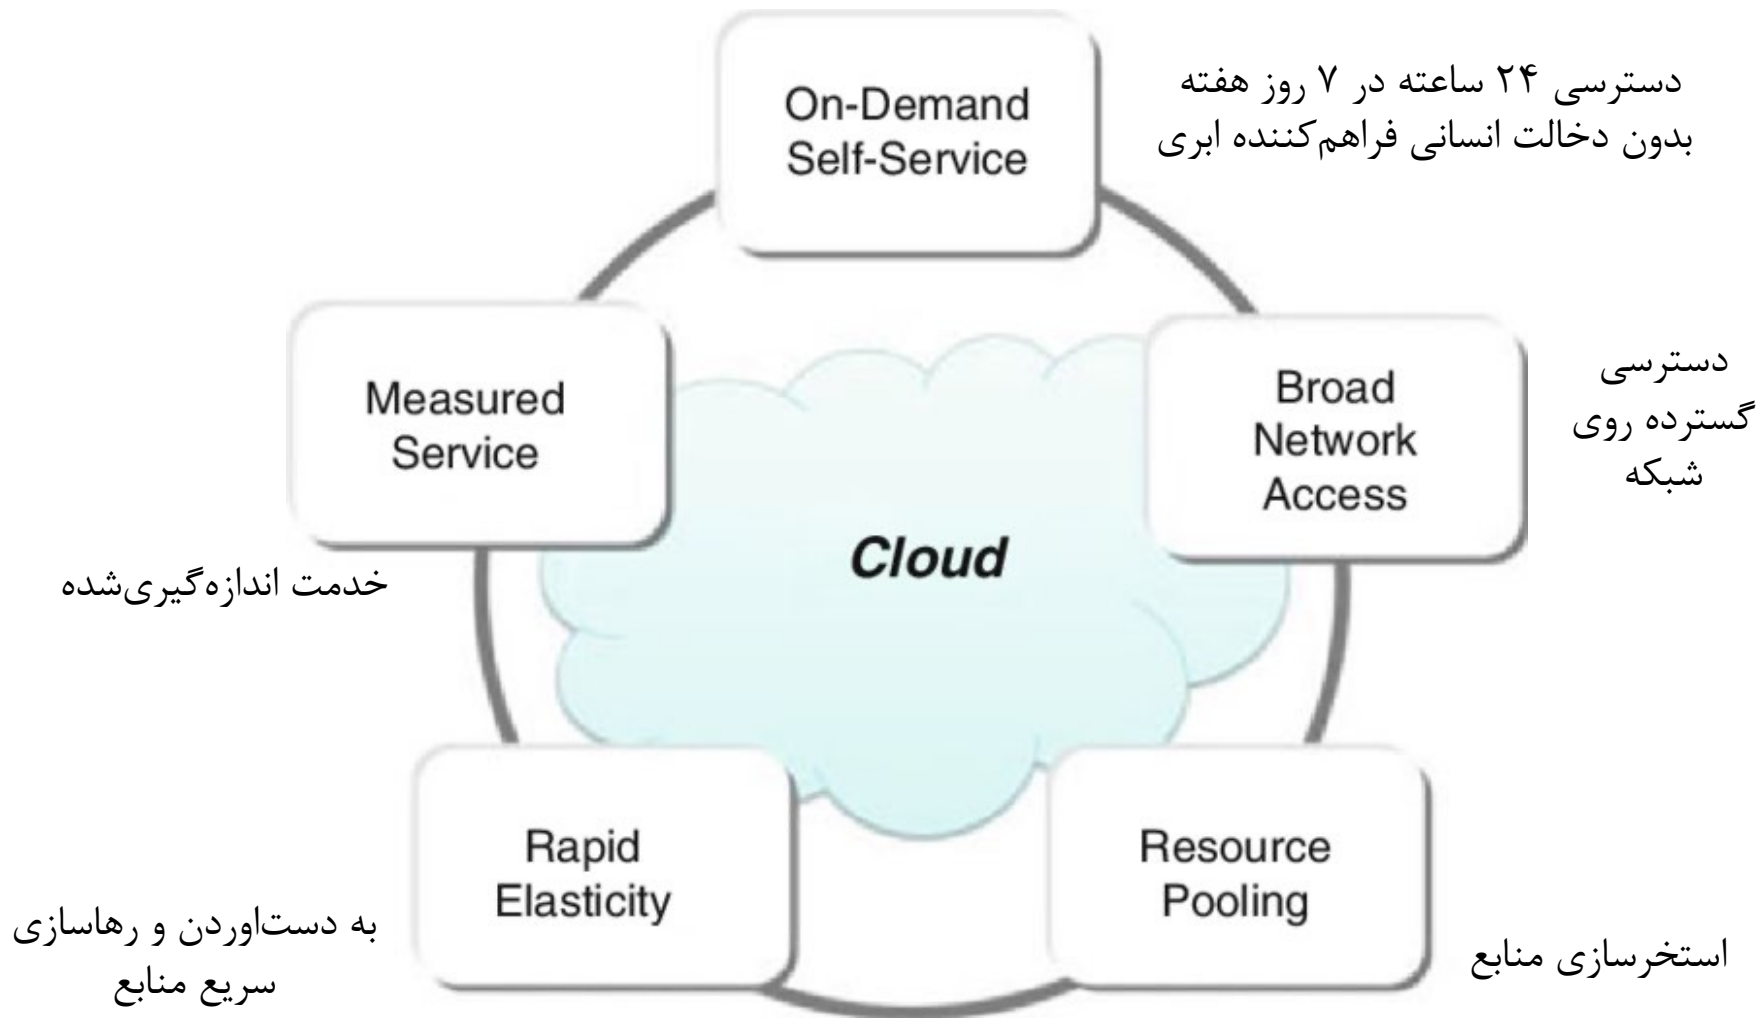 On-Demand
Self-Service
دسترسی ۲۴ ساعته در ۷ روز هفته
بدون دخالت انسانی فراهم‌کننده ابری
Measured
Service
خدمت اندازه‌گیری‌شده
Broad
Network
Access
دسترسی
گسترده روی
شبکه
Cloud
Rapid
Elasticity
به دست‌اوردن و رهاسازی
سریع منابع
Resource
Pooling
استخرسازی منابع